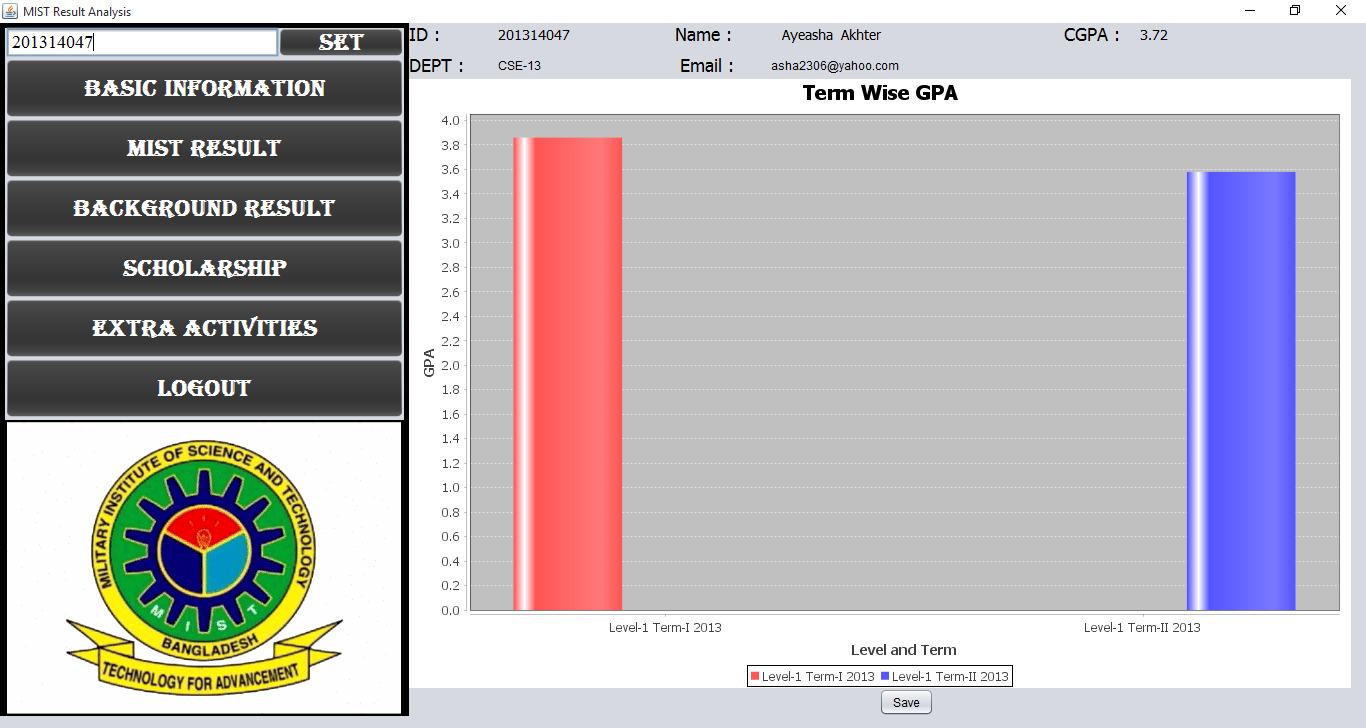 MIST Result Analysis
201314047
SET
BASIC INFORMATION
MIST RESULT
BACKGROUND RESULT
SCHOLARSHIP
EXTRA ACTIVITIES
LOGOUT
MILITARY INSTITUTE OF SCIENCE AND TECHNOLOGY
MIST
BANGLADESH
TECHNOLOGY FOR ADVANCEMENT
ID : 201314047 Name : Ayeasha Akhter CGPA : 3.72
DEPT : CSE-13 Email : asha2306@yahoo.com
Term Wise GPA
4.0
3.8
3.6
3.4
3.2
3.0
2.8
2.6
2.4
2.2
2.0
1.8
1.6
1.4
1.2
1.0
0.8
0.6
0.4
0.2
0.0
GPA
Level-1 Term-I 2013 Level-1 Term-II 2013
Level and Term
Level-1 Term-I 2013 Level-1 Term-II 2013
Save